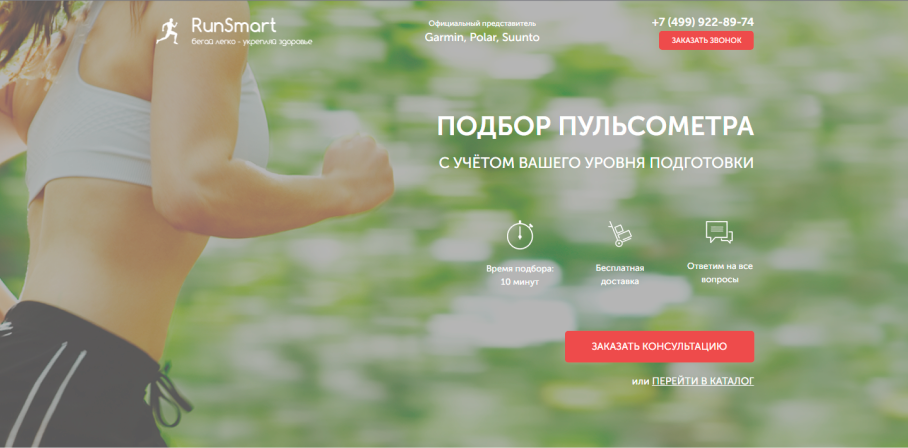 RunSmart
бегай легко - укрепляй здоровье
Официальный представитель
Garmin, Polar, Suunto
+7 (499) 922-89-74
ЗАКАЗАТЬ ЗВОНОК
ПОДБОР ПУЛЬСОМЕТРА
С УЧЁТОМ ВАШЕГО УРОВНЯ ПОДГОТОВКИ
Время подбора:
10 минут
Бесплатная
доставка
Ответим на все
вопросы
ЗАКАЗАТЬ КОНСУЛЬТАЦИЮ
или ПЕРЕЙТИ В КАТАЛОГ